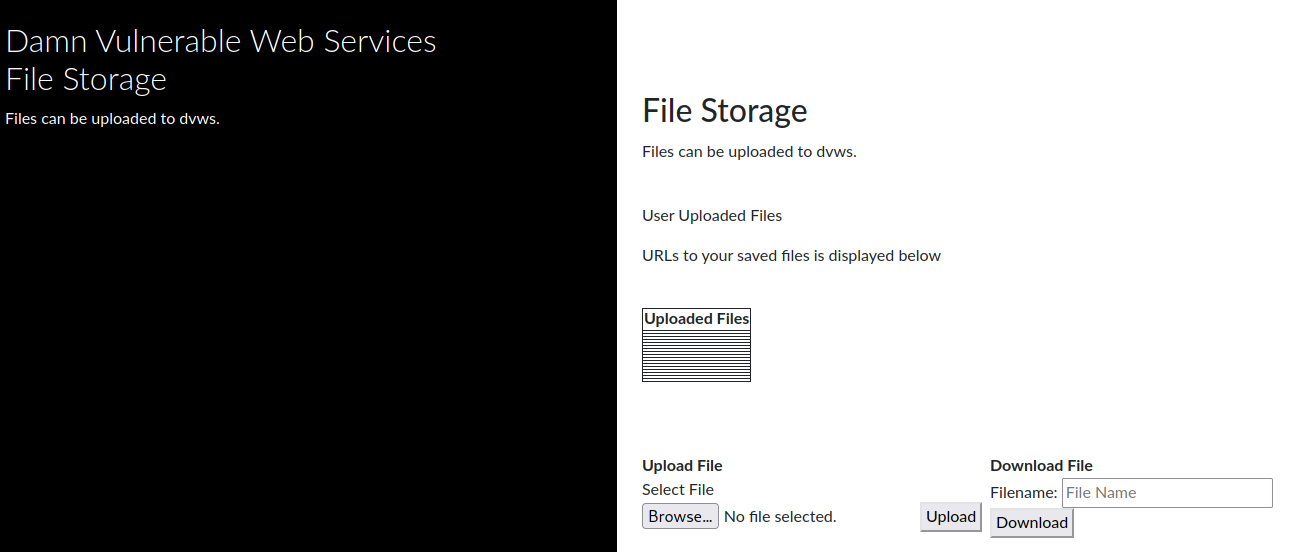 Damn Vulnerable Web Services
File Storage
Files can be uploaded to dvws.
File Storage
Files can be uploaded to dvws.
User Uploaded Files
URLs to your saved files is displayed below
Uploaded Files
Upload File
Select File
Browse... No file selected.
Upload
Download File
Filename: File Name
Download